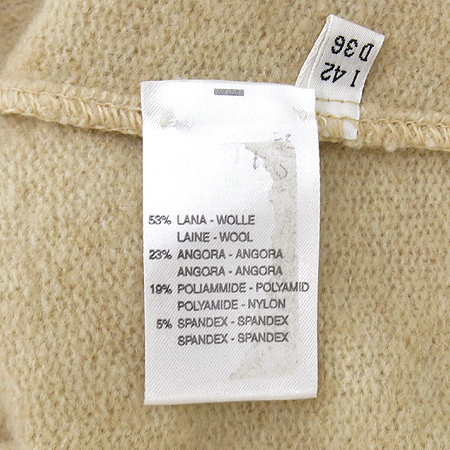 I 42
D 36
53% LANA - WOLLE
LAINE - WOOL
23% ANGORA - ANGORA
ANGORA - ANGORA
19% POLIAMMIDE - POLYAMID
POLYAMIDE - NYLON
5% SPANDEX - SPANDEX
SPANDEX - SPANDEX